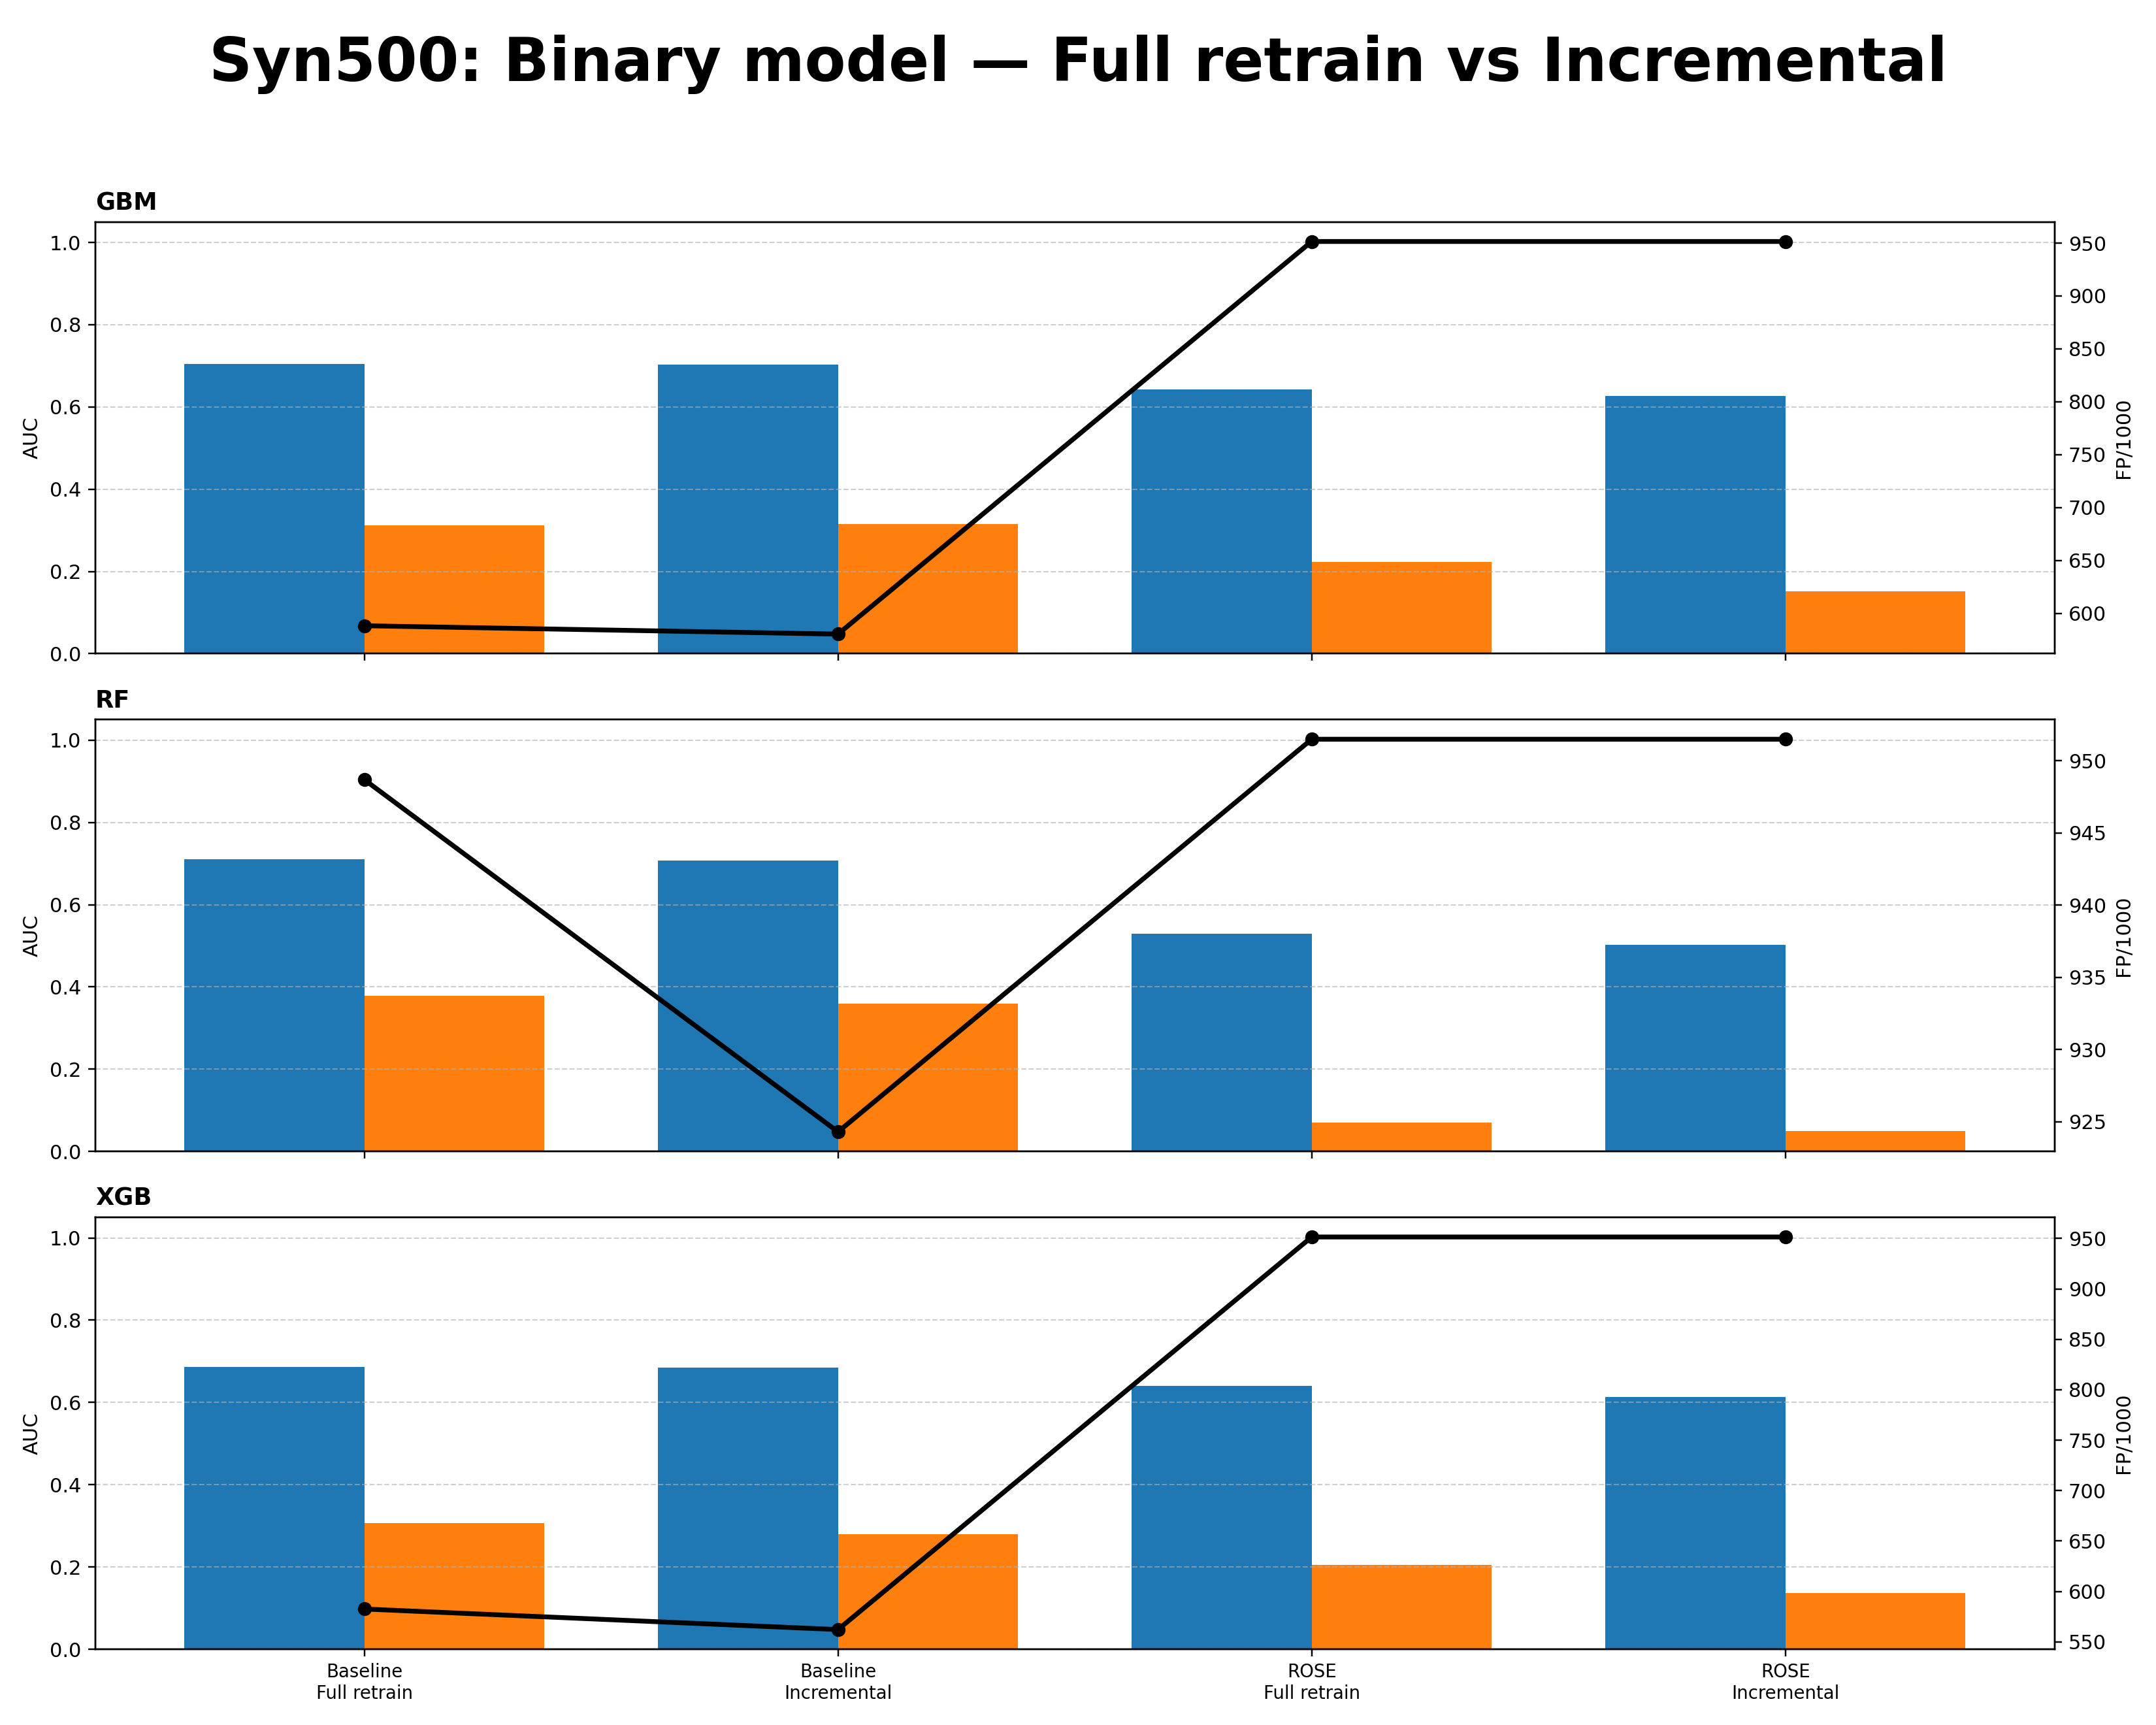 Syn500: Binary model — Full retrain vs Incremental
GBM
1.0
0.8
0.6
0.4
0.2
0.0
AUC
950
900
850
800
750
700
650
600
FP/1000
RF
1.0
0.8
0.6
0.4
0.2
0.0
AUC
950
945
940
935
930
925
FP/1000
XGB
1.0
0.8
0.6
0.4
0.2
0.0
AUC
950
900
850
800
750
700
650
600
550
FP/1000
Baseline
Full retrain
Baseline
Incremental
ROSE
Full retrain
ROSE
Incremental